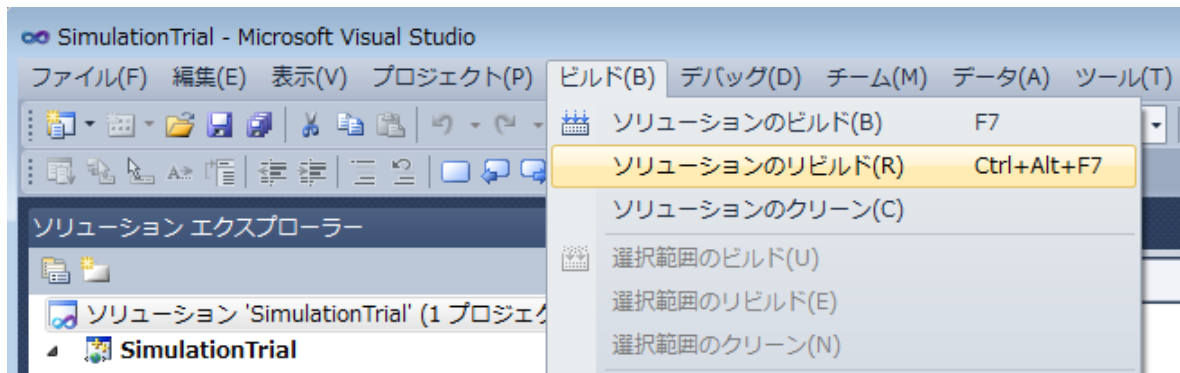 SimulationTrial - Microsoft Visual Studio
ファイル(F) 編集(E) 表示(V) プロジェクト(P) ビルド(B) デバッグ(D) チーム(M) データ(A) ツール(T)
ソリューションのビルド(B) F7
ソリューションのリビルド(R) Ctrl+Alt+F7
ソリューションのクリーン(C)
選択範囲のビルド(U)
選択範囲のリビルド(E)
選択範囲のクリーン(N)
ソリューション エクスプローラー
ソリューション 'SimulationTrial' (1 プロジェク
SimulationTrial